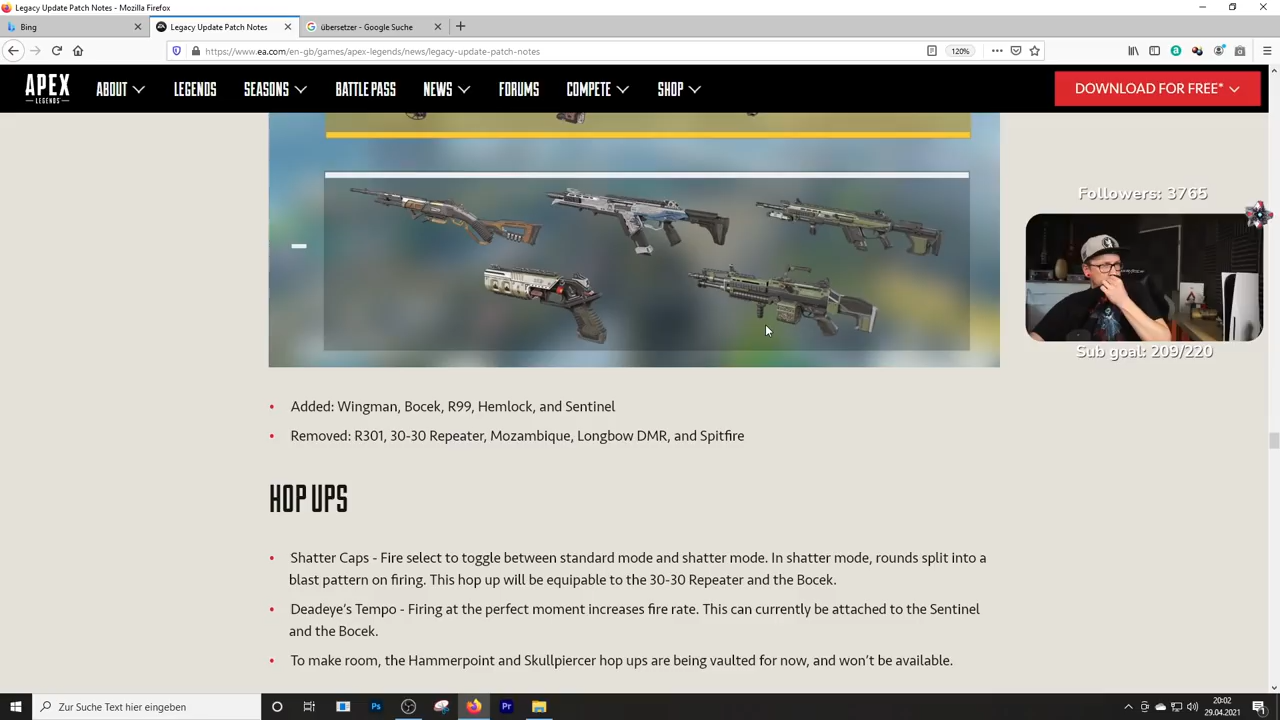 Legacy Update Patch Notes - Mozilla Firefox
Bing
Legacy Update Patch Notes
übersetzer - Google Suche
https://www.ea.com/en-gb/games/apex-legends/news/legacy-update-patch-notes
120%
APEX
LEGENDS
ABOUT
LEGENDS
SEASONS
BATTLE PASS
NEWS
FORUMS
COMPETE
SHOP
DOWNLOAD FOR FREE*
Followers: 3765
Sub goal: 209/220
• Added: Wingman, Bocek, R99, Hemlock, and Sentinel
• Removed: R301, 30-30 Repeater, Mozambique, Longbow DMR, and Spitfire
HOP UPS
• Shatter Caps - Fire select to toggle between standard mode and shatter mode. In shatter mode, rounds split into a
blast pattern on firing. This hop up will be equipable to the 30-30 Repeater and the Bocek.
• Deadeye's Tempo - Firing at the perfect moment increases fire rate. This can currently be attached to the Sentinel
and the Bocek.
• To make room, the Hammerpoint and Skullpiercer hop ups are being vaulted for now, and won't be available.
Zur Suche Text hier eingeben
Ps
Pr
20:02
29.04.2021